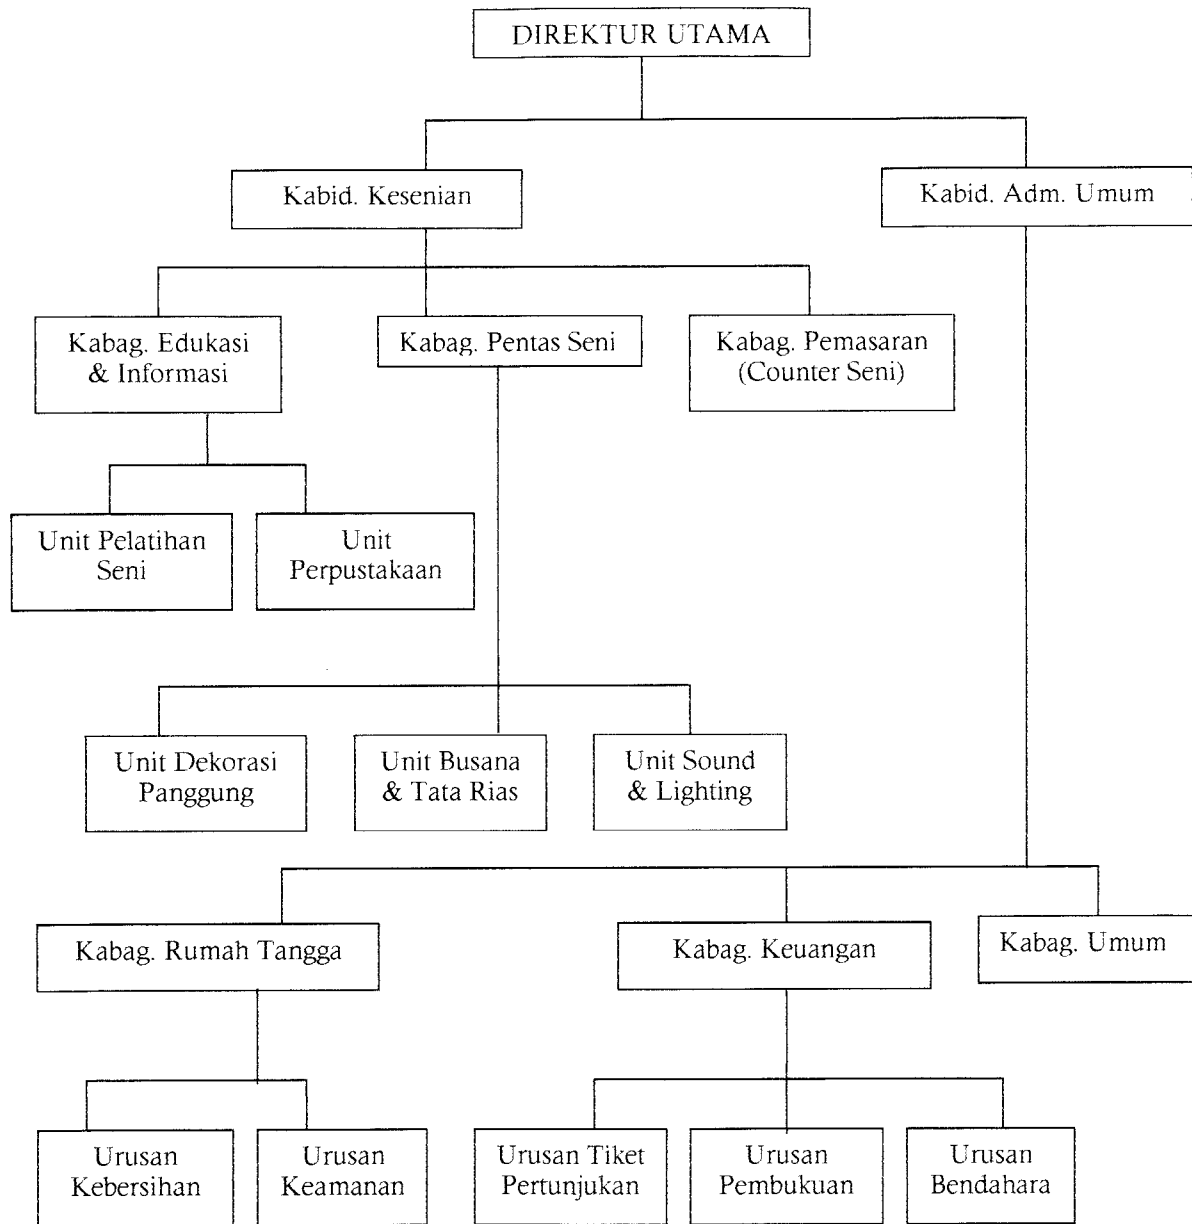 DIREKTUR UTAMA
Kabid. Kesenian
Kabid. Adm. Umum
Kabag. Edukasi
& Informasi
Kabag. Pentas Seni
Kabag. Pemasaran
(Counter Seni)
Unit Pelatihan
Seni
Unit
Perpustakaan
Unit Dekorasi
Panggung
Unit Busana
& Tata Rias
Unit Sound
& Lighting
Kabag. Rumah Tangga
Kabag. Keuangan
Kabag. Umum
Urusan
Kebersihan
Urusan
Keamanan
Urusan Tiket
Pertunjukan
Urusan
Pembukuan
Urusan
Bendahara